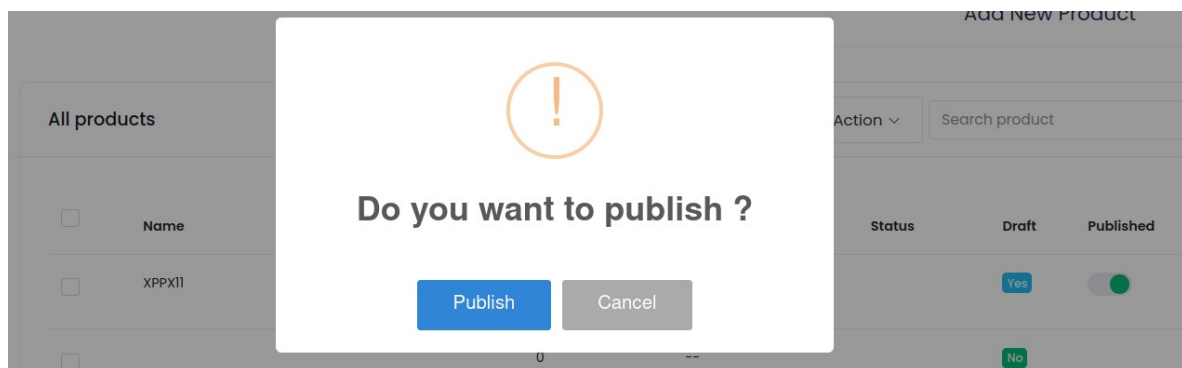 Add New Product
All products
Action
Search product
!
Do you want to publish ?
Name
Status
Draft
Published
Publish
Cancel
XPPX11
Yes
0
--
No